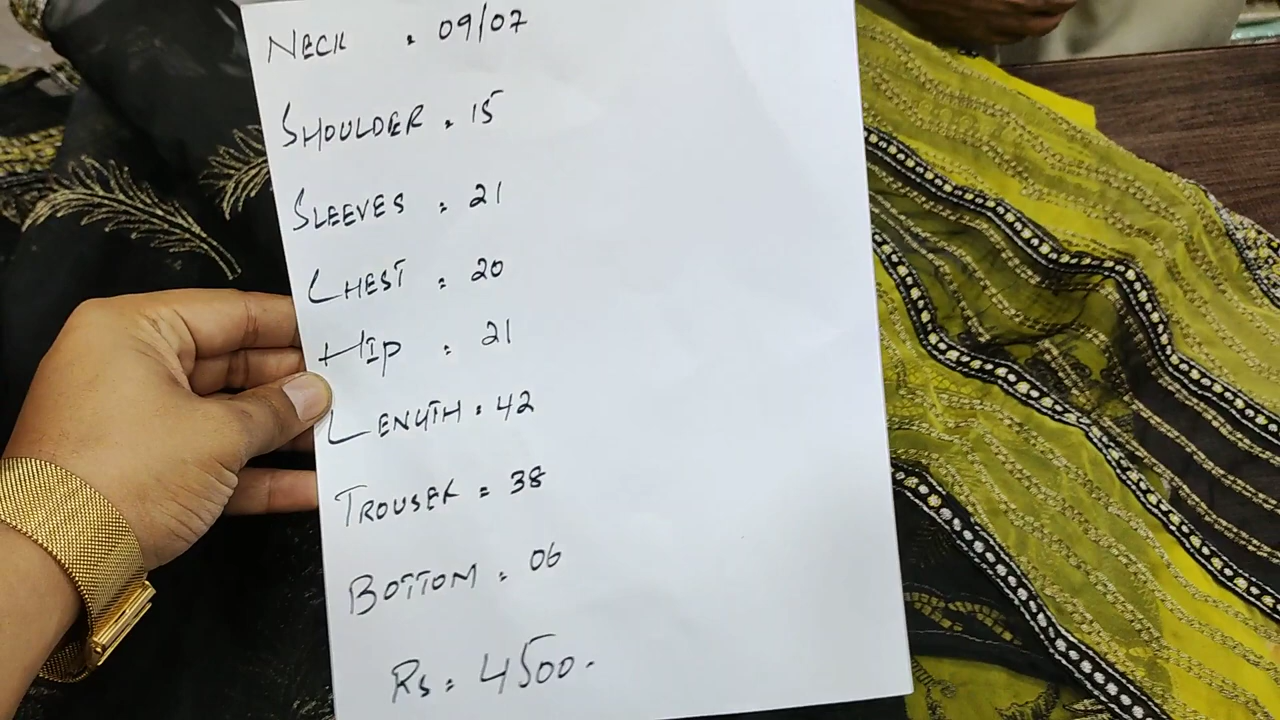 NECK : 09/07
SHOULDER : 15
SLEEVES : 21
CHEST : 20
HIP : 21
LENGTH : 42
TROUSER : 38
BOTTOM : 06
Rs : 4500.